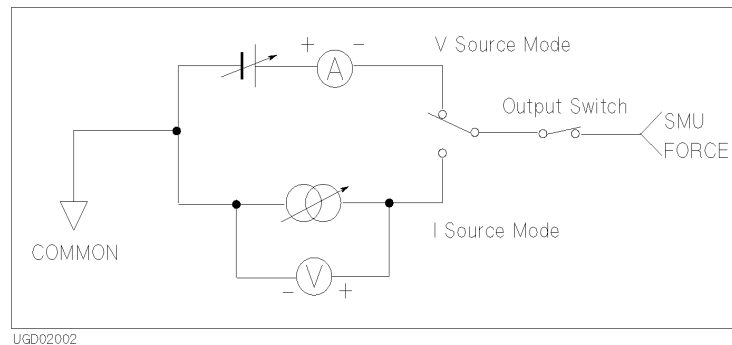 + − V Source Mode
A
Output Switch
SMU
FORCE
COMMON
I Source Mode
− V +
UGD02002